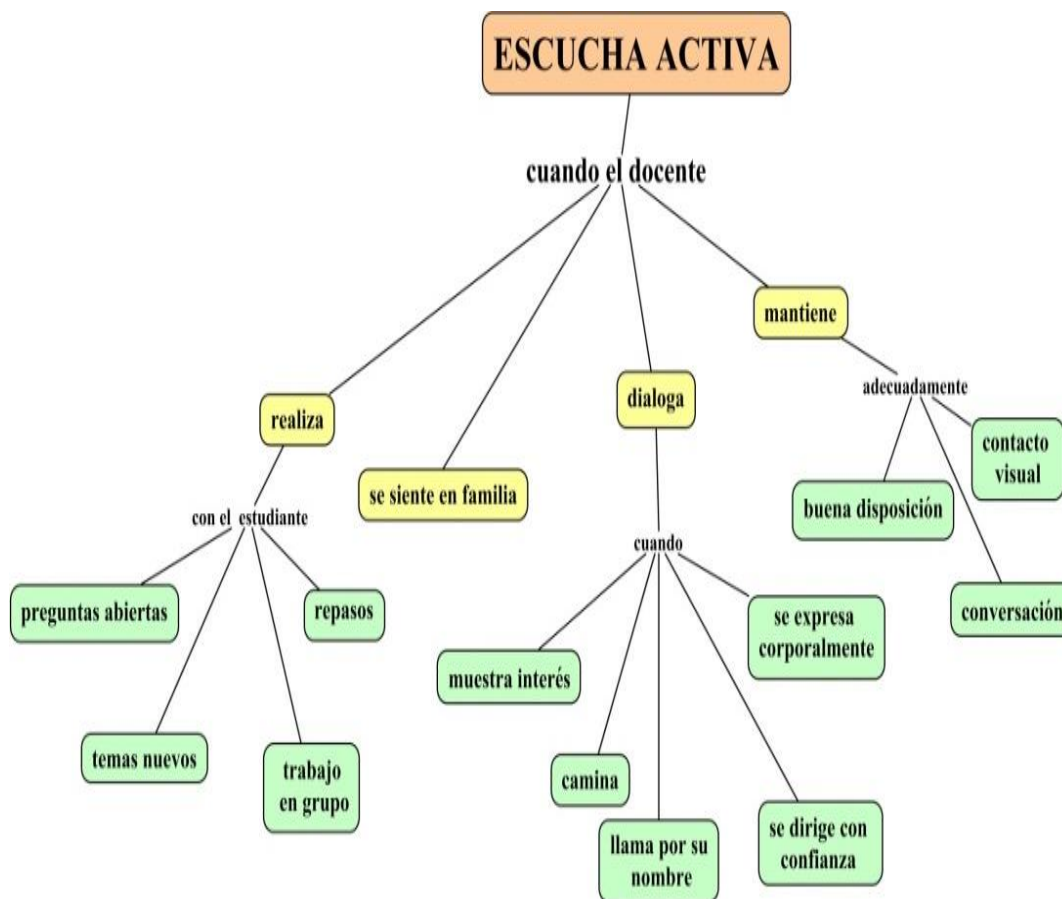 ESCUCHA ACTIVA
cuando el docente
mantiene
adecuadamente
contacto
visual
buena disposición
conversación
dialoga
cuando
se expresa
corporalmente
muestra interés
camina
llama por su
nombre
se dirige con
confianza
se siente en familia
realiza
con el estudiante
preguntas abiertas
repasos
temas nuevos
trabajo
en grupo